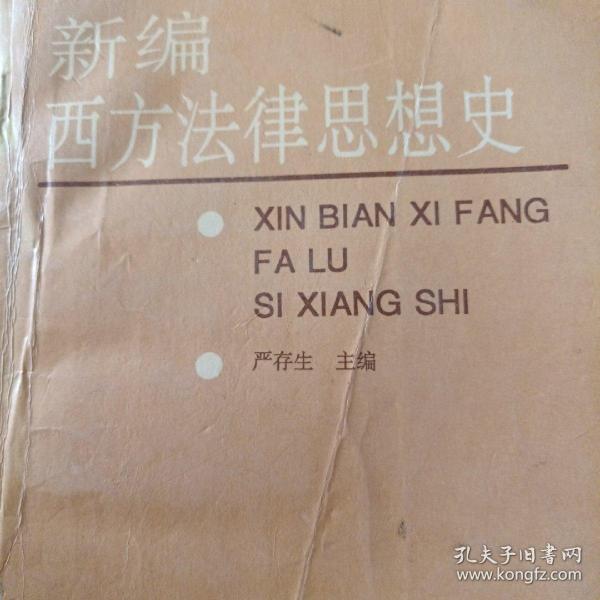 新编
西方法律思想史
XIN BIAN XI FANG
FA LU
SI XIANG SHI
严存生 主编
孔夫子旧书网
www.kongfz.com